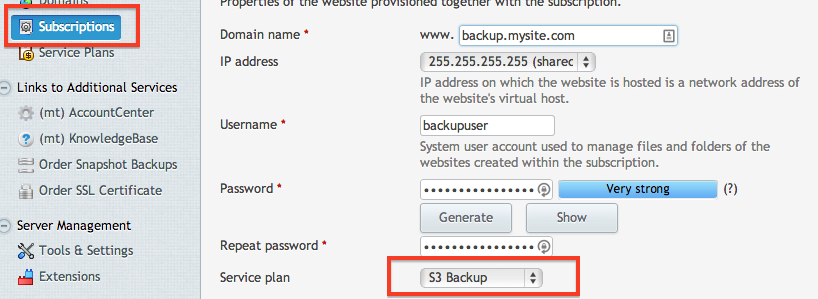 Domains
Subscriptions
Service Plans
Links to Additional Services
(mt) AccountCenter
(mt) KnowledgeBase
Order Snapshot Backups
Order SSL Certificate
Server Management
Tools & Settings
Extensions
Properties of the website provisioned together with the subscription.
Domain name * www. backup.mysite.com
IP address 255.255.255.255 (sharec
IP address on which the website is hosted is a network address of
the website's virtual host.
Username * backupuser
System user account used to manage files and folders of the
websites created within the subscription.
Password * •••••••••••••••• Very strong (?)
Generate Show
Repeat password * ••••••••••••••••
Service plan S3 Backup